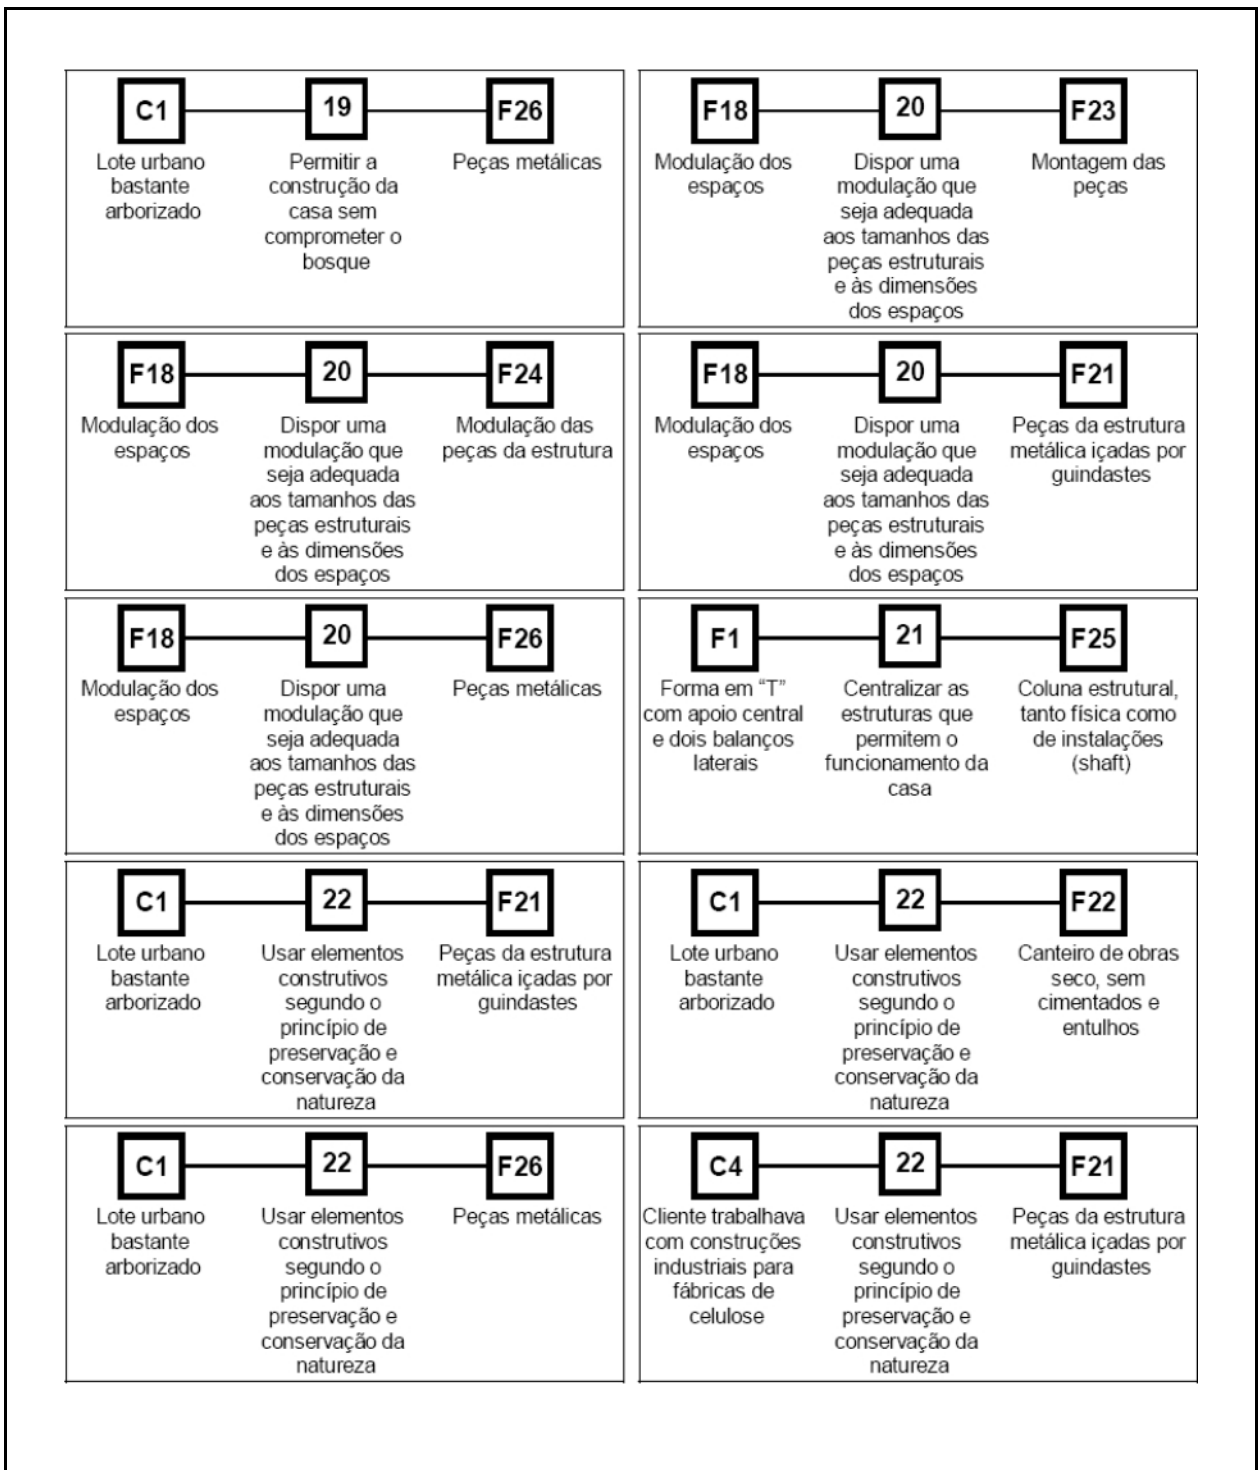 C1
19
F26
Lote urbano
bastante
arborizado
Permitir a
construção da
casa sem
comprometer o
bosque
Peças metálicas
F18
20
F23
Modulação dos
espaços
Dispor uma
modulação que
seja adequada
aos tamanhos das
peças estruturais
e às dimensões
dos espaços
Montagem das
peças
F18
20
F24
Modulação dos
espaços
Dispor uma
modulação que
seja adequada
aos tamanhos das
peças estruturais
e às dimensões
dos espaços
Modulação das
peças da estrutura
F18
20
F21
Modulação dos
espaços
Dispor uma
modulação que
seja adequada
aos tamanhos das
peças estruturais
e às dimensões
dos espaços
Peças da estrutura
metálica içadas por
guindastes
F18
20
F26
Modulação dos
espaços
Dispor uma
modulação que
seja adequada
aos tamanhos das
peças estruturais
e às dimensões
dos espaços
Peças metálicas
F1
21
F25
Forma em “T”
com apoio central
e dois balanços
laterais
Centralizar as
estruturas que
permitem o
funcionamento da
casa
Coluna estrutural,
tanto física como
de instalações
(shaft)
C1
22
F21
Lote urbano
bastante
arborizado
Usar elementos
construtivos
segundo o
princípio de
preservação e
conservação da
natureza
Peças da estrutura
metálica içadas por
guindastes
C1
22
F22
Lote urbano
bastante
arborizado
Usar elementos
construtivos
segundo o
princípio de
preservação e
conservação da
natureza
Canteiro de obras
seco, sem
cimentados e
entulhos
C1
22
F26
Lote urbano
bastante
arborizado
Usar elementos
construtivos
segundo o
princípio de
preservação e
conservação da
natureza
Peças metálicas
C4
22
F21
Cliente trabalhava
com construções
industriais para
fábricas de
celulose
Usar elementos
construtivos
segundo o
princípio de
preservação e
conservação da
natureza
Peças da estrutura
metálica içadas por
guindastes